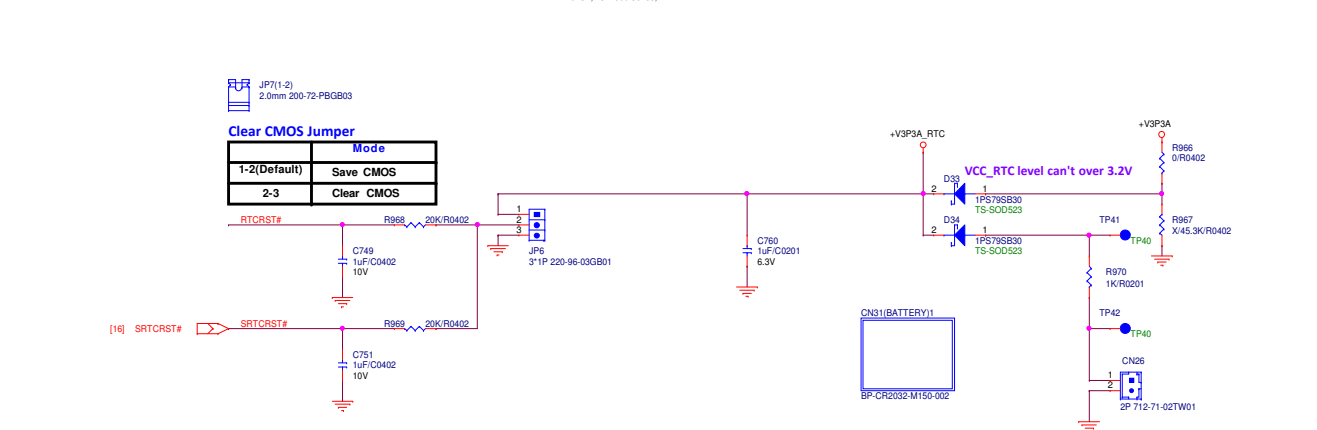 JP7(1-2)
2.0mm 200-72-PBGB03
Clear CMOS Jumper
Mode
1-2(Default) Save CMOS
2-3 Clear CMOS
RTCRST#
R968 20K/R0402
C749
1uF/C0402
10V
[16] SRTCRST#
SRTCRST#
R969 20K/R0402
C751
1uF/C0402
10V
1
2
3
JP6
3*1P 220-96-03GB01
C760
1uF/C0201
6.3V
+V3P3A_RTC
+V3P3A
R966
0/R0402
VCC_RTC level can't over 3.2V
D33
2 1
1PS79SB30
TS-SOD523
D34
2 1
1PS79SB30
TS-SOD523
TP41
TP40
R967
X/45.3K/R0402
R970
1K/R0201
TP42
TP40
CN31(BATTERY)1
BP-CR2032-M150-002
CN26
1
2
2P 712-71-02TW01